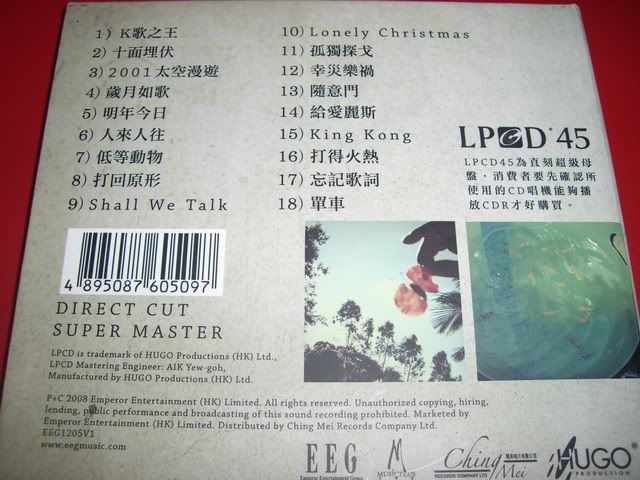 1) K歌之王
2) 十面埋伏
3) 2001太空漫遊
4) 歲月如歌
5) 明年今日
6) 人來人往
7) 低等動物
8) 打回原形
9) Shall We Talk
10) Lonely Christmas
11) 孤獨探戈
12) 幸災樂禍
13) 隨意門
14) 給愛麗斯
15) King Kong
16) 打得火熱
17) 忘記歌詞
18) 單車
LPCD 45
LPCD45為直刻超級母
盤，消費者要先確認所
使用的CD唱機能夠播
放CDR才好購買。
4 895087 605097
DIRECT CUT
SUPER MASTER
LPCD is trademark of HUGO Productions (HK) Ltd.,
LPCD Mastering Engineer: AIK Yew-goh,
Manufactured by HUGO Productions (HK) Ltd.
P+C 2008 Emperor Entertainment (HK) Limited. All rights reserved. Unauthorized copying, hiring,
lending, public performance and broadcasting of this sound recording prohibited. Marketed by
Emperor Entertainment (HK) Limited. Distributed by Ching Mei Records Company Ltd.
EEG1205V1
www.eegmusic.com
EEG
Emperor Entertainment Group
MUSIC PLUS
Ching Mei
RECORDS COMPANY LTD
HUGO®
PRODUCTION